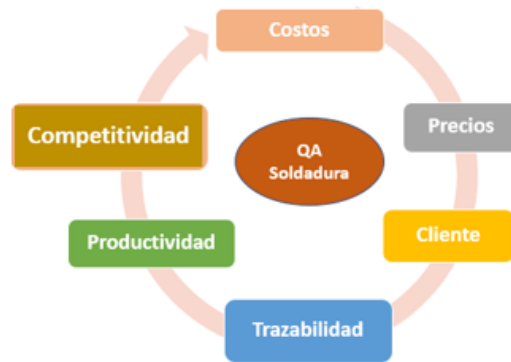 Costos
Precios
Cliente
Trazabilidad
Productividad
Competitividad
QA
Soldadura